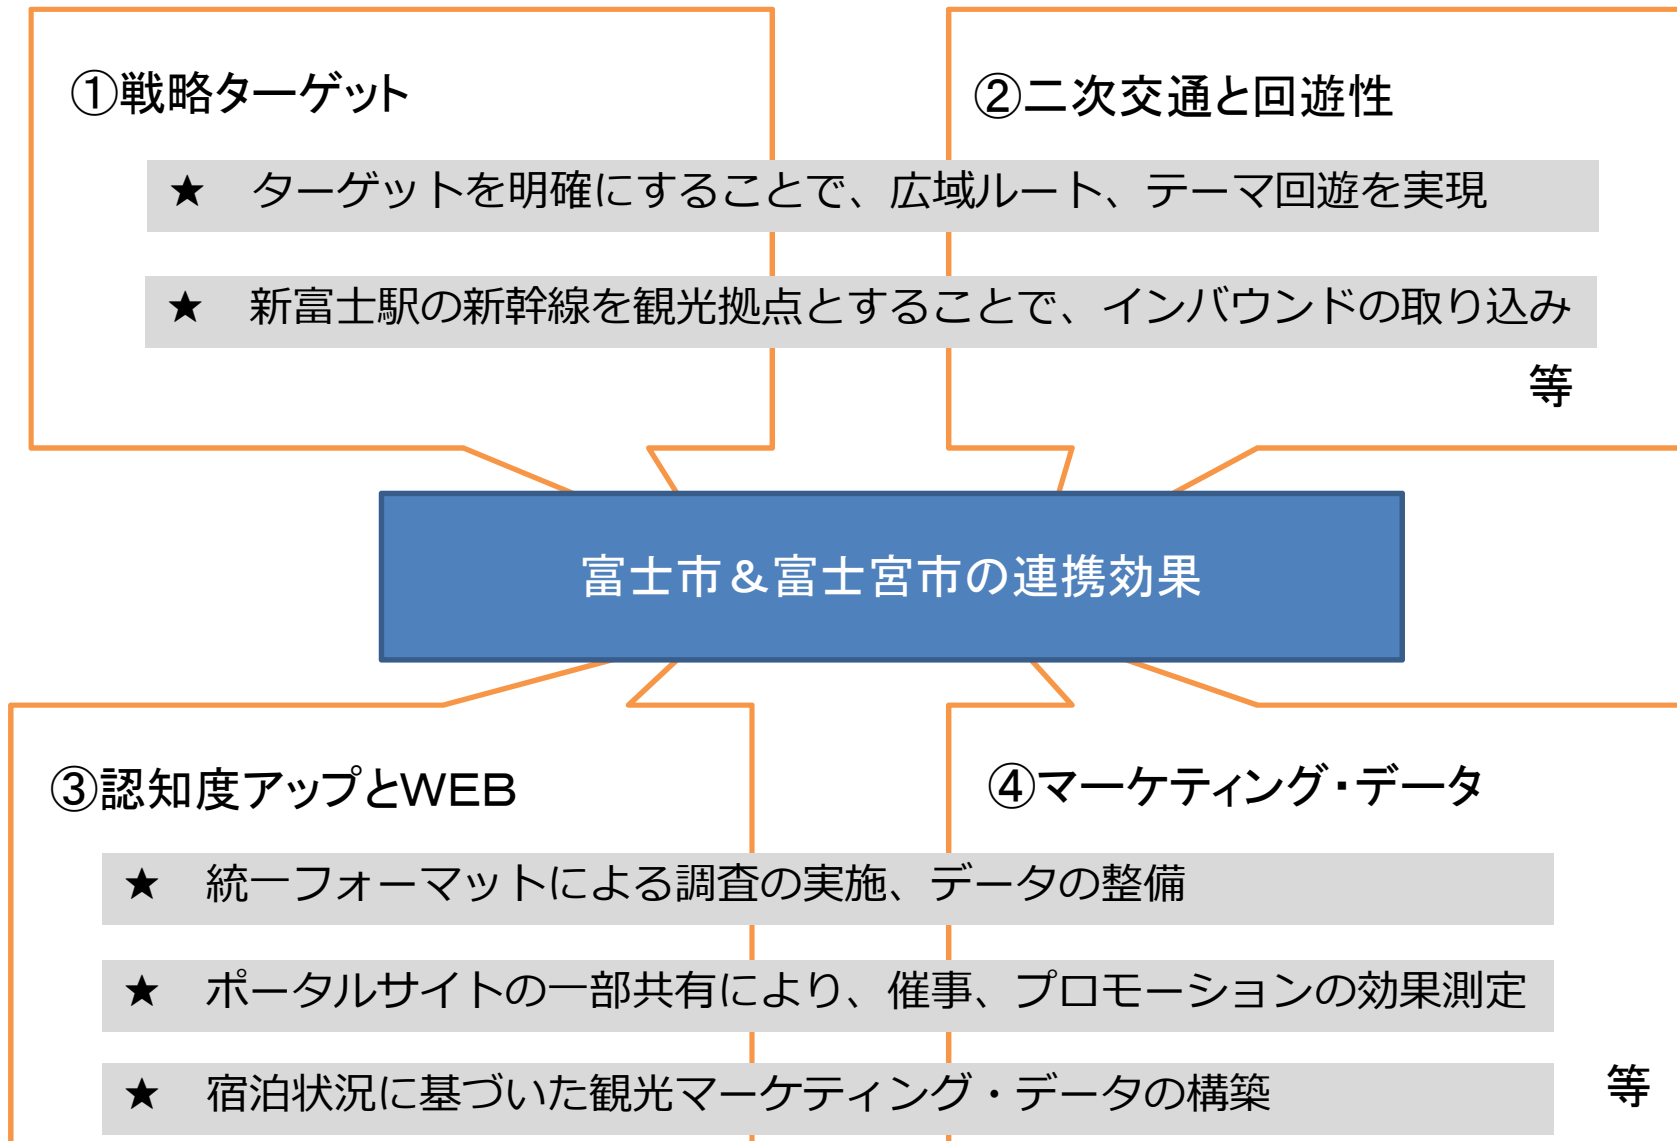 ①戦略ターゲット
②二次交通と回遊性
★ ターゲットを明確にすることで、広域ルート、テーマ回遊を実現
★ 新富士駅の新幹線を観光拠点とすることで、インバウンドの取り込み
等
富士市&富士宮市の連携効果
③認知度アップとWEB
④マーケティング・データ
★ 統一フォーマットによる調査の実施、データの整備
★ ポータルサイトの一部共有により、催事、プロモーションの効果測定
★ 宿泊状況に基づいた観光マーケティング・データの構築
等